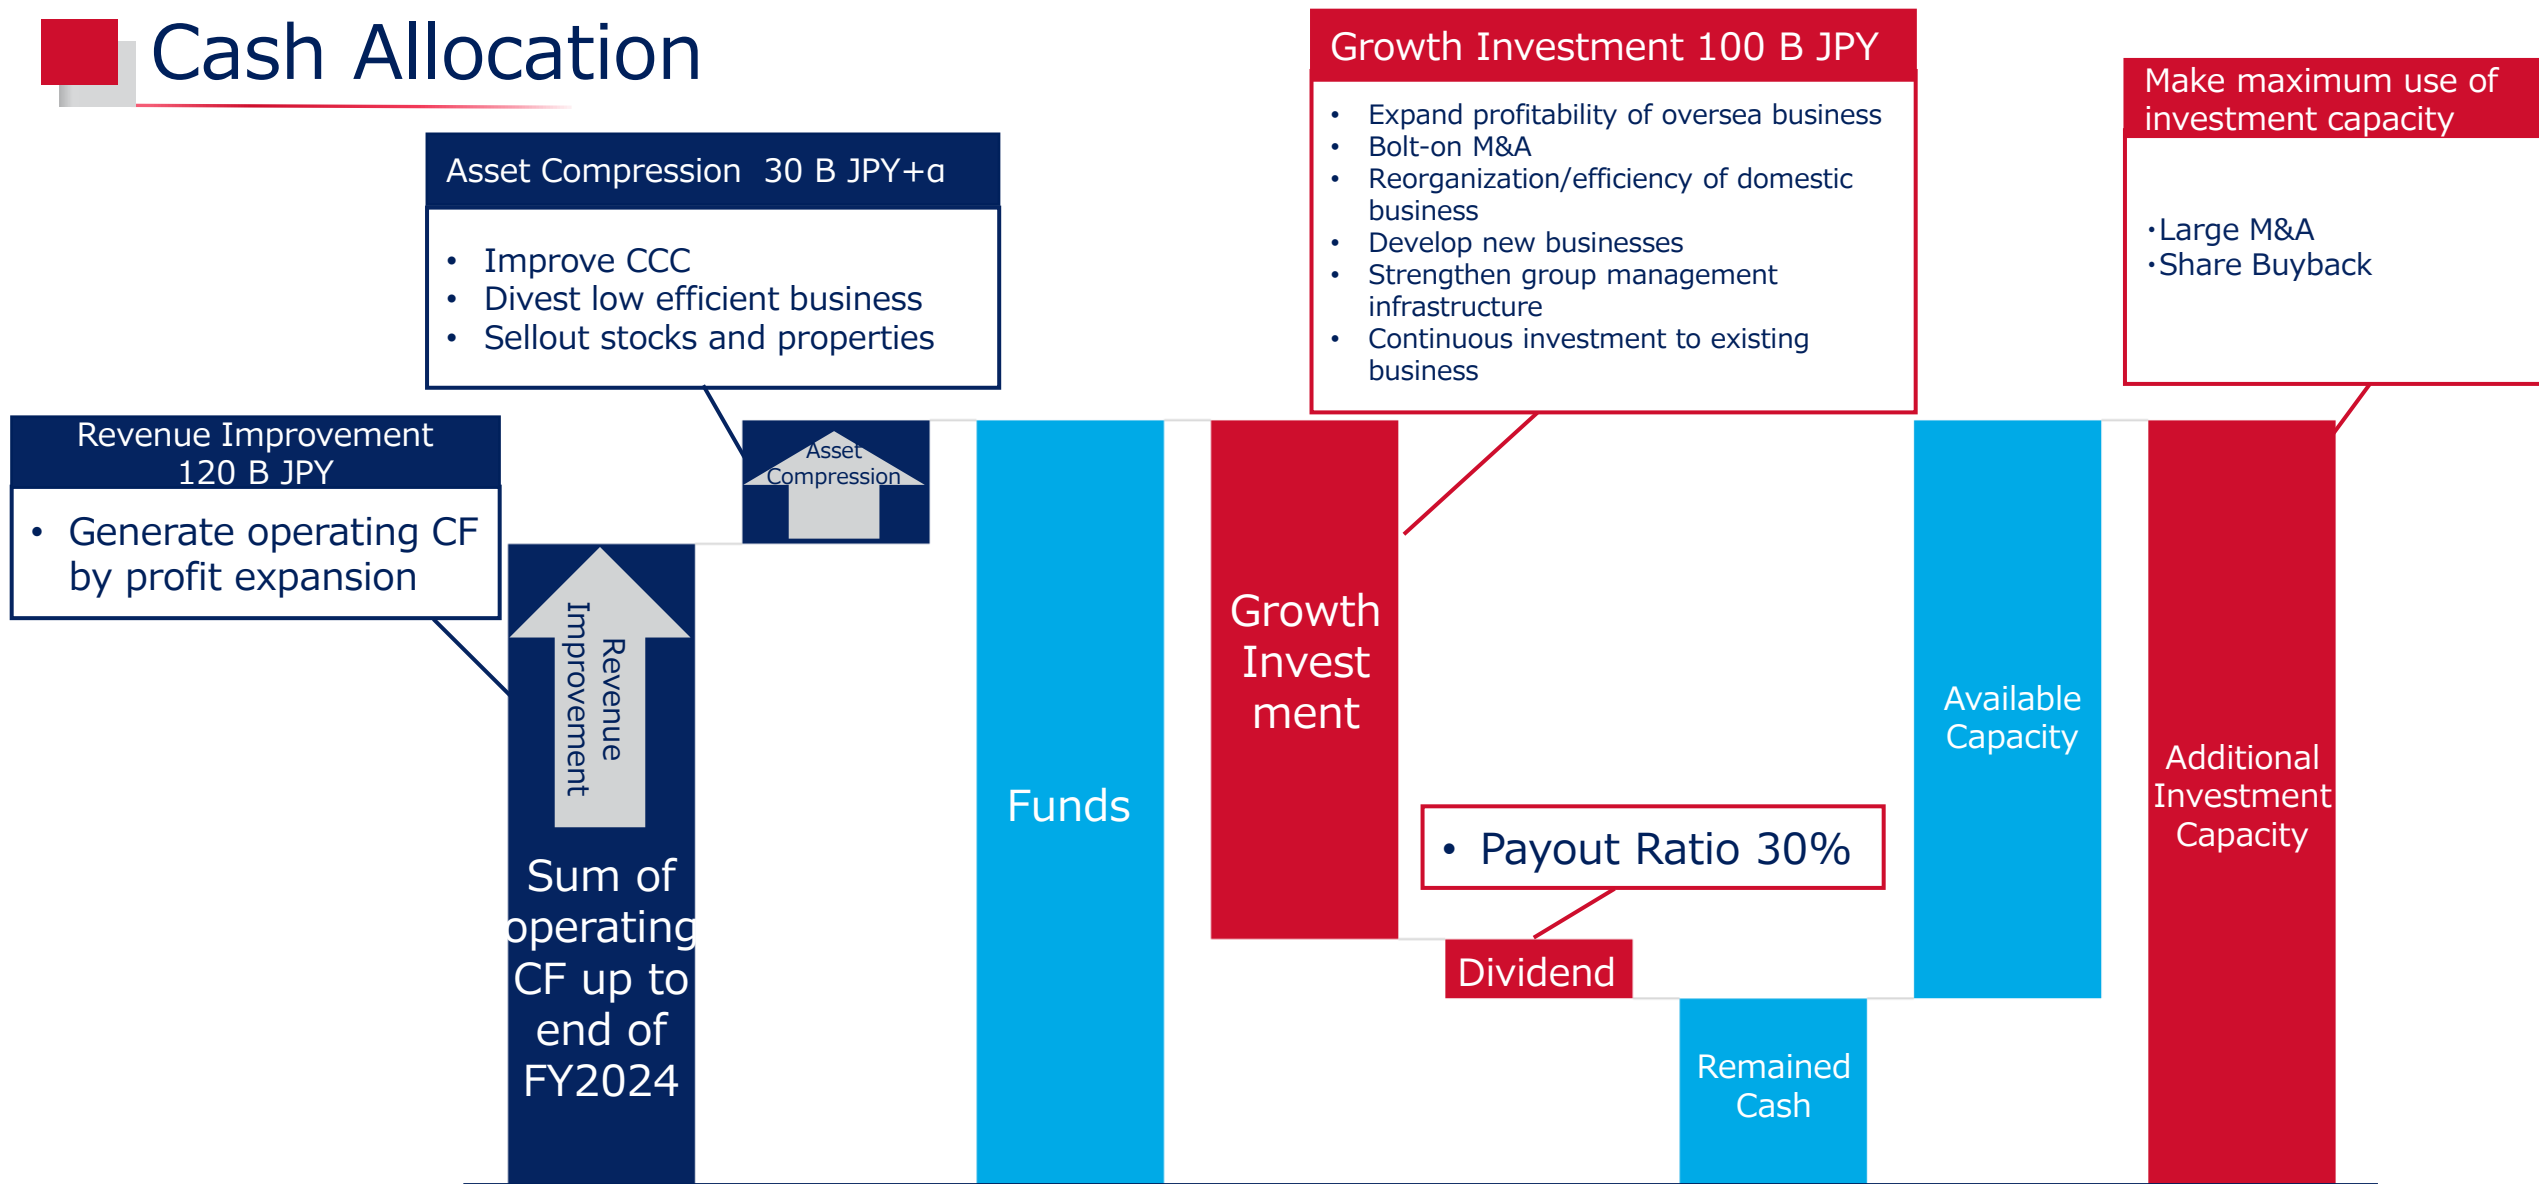 Cash Allocation
Growth Investment 100 B JPY
• Expand profitability of oversea business
• Bolt-on M&A
• Reorganization/efficiency of domestic
business
• Develop new businesses
• Strengthen group management
infrastructure
• Continuous investment to existing
business
Make maximum use of
investment capacity
・Large M&A
・Share Buyback
Asset Compression 30 B JPY+α
• Improve CCC
• Divest low efficient business
• Sellout stocks and properties
Revenue Improvement
120 B JPY
• Generate operating CF
by profit expansion
Asset
Compression
Revenue
Improvement
Sum of
operating
CF up to
end of
FY2024
Funds
Growth
Invest
ment
• Payout Ratio 30%
Dividend
Remained
Cash
Available
Capacity
Additional
Investment
Capacity